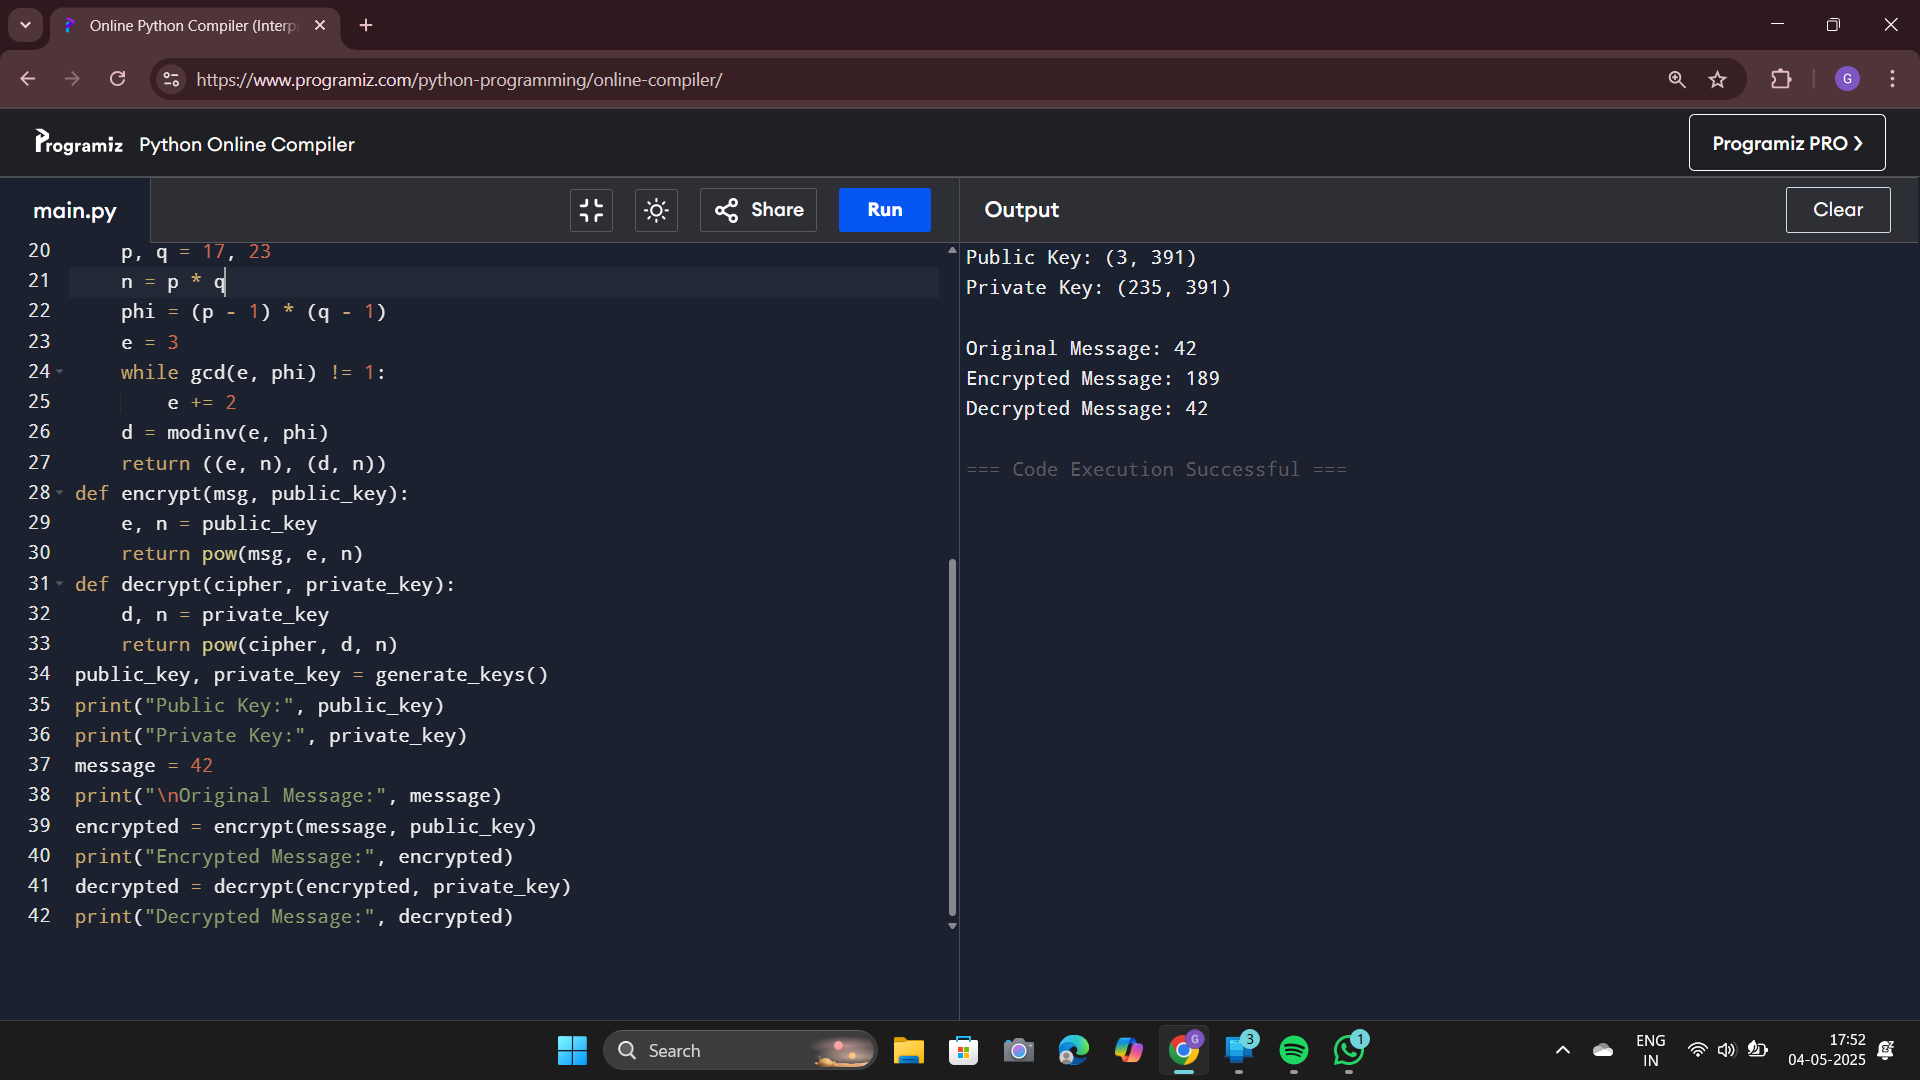 Online Python Compiler (Interp
https://www.programiz.com/python-programming/online-compiler/
G
Programiz Python Online Compiler
Programiz PRO ❯
main.py
Share
Run
Output
Clear
20 p, q = 17, 23
21 n = p * q
22 phi = (p - 1) * (q - 1)
23 e = 3
24 while gcd(e, phi) != 1:
25 e += 2
26 d = modinv(e, phi)
27 return ((e, n), (d, n))
28 def encrypt(msg, public_key):
29 e, n = public_key
30 return pow(msg, e, n)
31 def decrypt(cipher, private_key):
32 d, n = private_key
33 return pow(cipher, d, n)
34 public_key, private_key = generate_keys()
35 print("Public Key:", public_key)
36 print("Private Key:", private_key)
37 message = 42
38 print("\nOriginal Message:", message)
39 encrypted = encrypt(message, public_key)
40 print("Encrypted Message:", encrypted)
41 decrypted = decrypt(encrypted, private_key)
42 print("Decrypted Message:", decrypted)
Public Key: (3, 391)
Private Key: (235, 391)
Original Message: 42
Encrypted Message: 189
Decrypted Message: 42
=== Code Execution Successful ===
Search
G
3
1
ENG
IN
17:52
04-05-2025